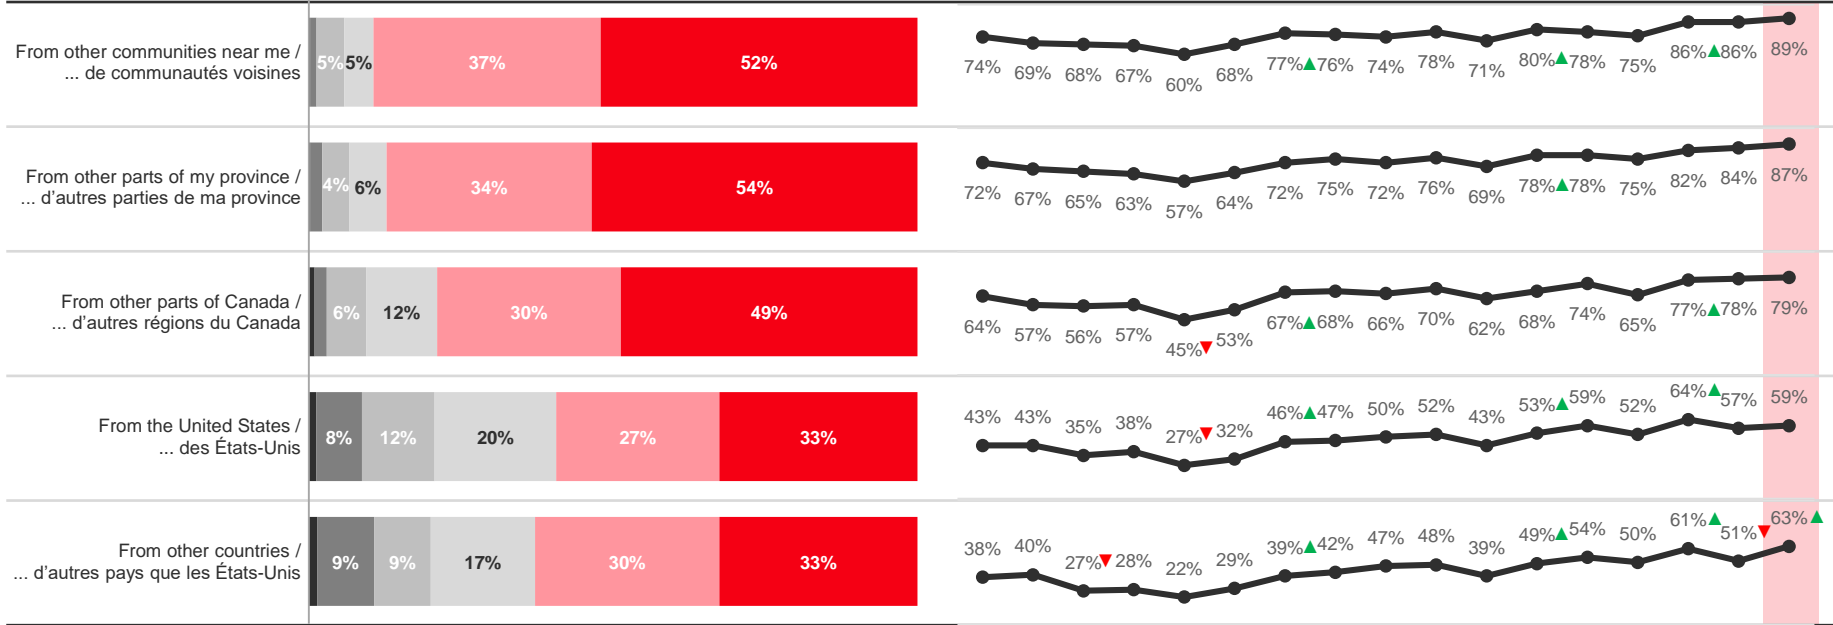 From other communities near me /
... de communautés voisines
5% 5% 37% 52%
74% 69% 68% 67% 60% 68% 77% 76% 74% 78% 71% 80% 78% 75% 86% 86% 89%
From other parts of my province /
... d'autres parties de ma province
4% 6% 34% 54%
72% 67% 65% 63% 57% 64% 72% 75% 72% 76% 69% 78% 78% 75% 82% 84% 87%
From other parts of Canada /
... d'autres régions du Canada
6% 12% 30% 49%
64% 57% 56% 57% 45% 53% 67% 68% 66% 70% 62% 68% 74% 65% 77% 78% 79%
From the United States /
... des États-Unis
8% 12% 20% 27% 33%
43% 43% 35% 38% 27% 32% 46% 47% 50% 52% 43% 53% 59% 52% 64% 57% 59%
From other countries /
... d'autres pays que les États-Unis
9% 9% 17% 30% 33%
38% 40% 27% 28% 22% 29% 39% 42% 47% 48% 39% 49% 54% 50% 61% 51% 63%